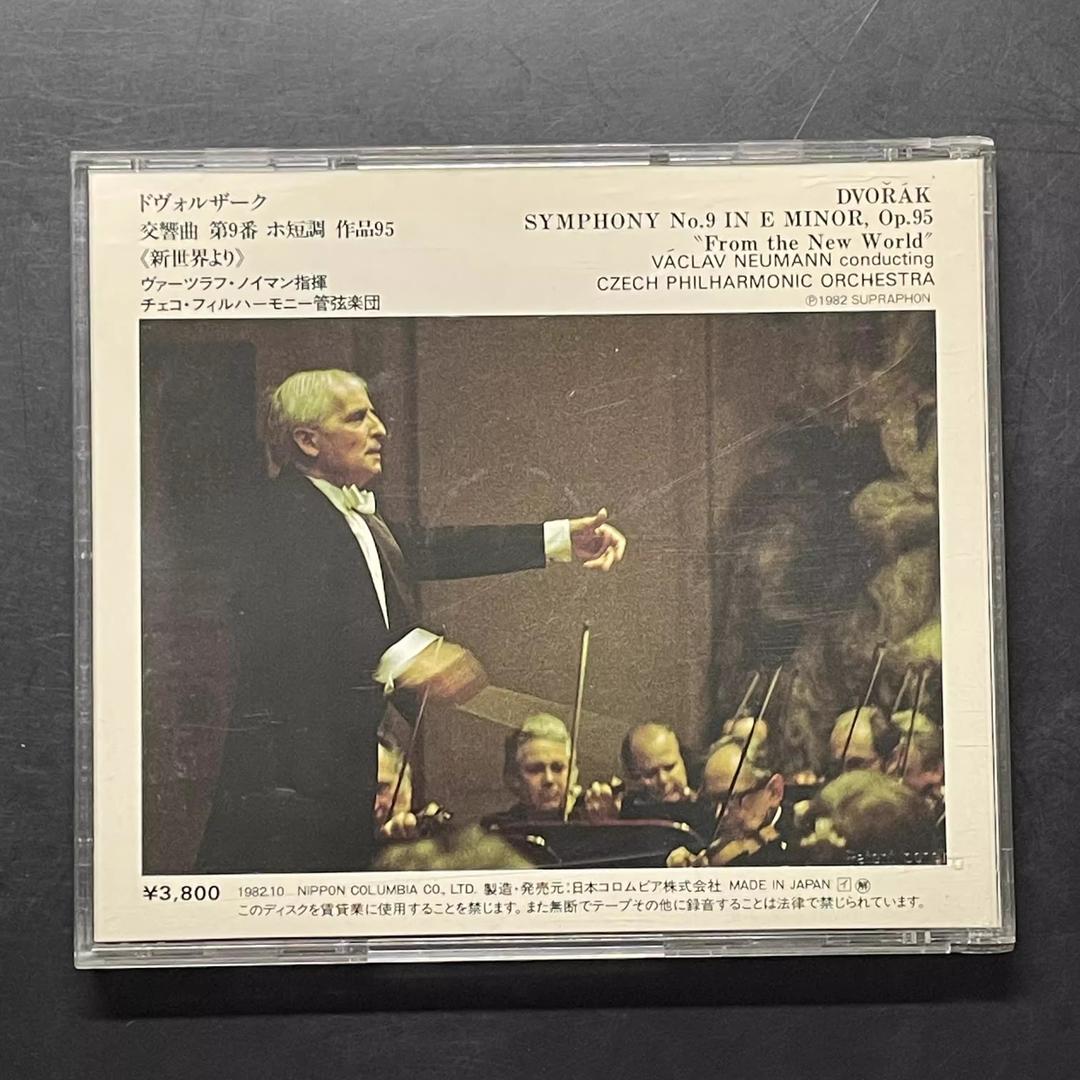 ドヴォルザーク
交響曲 第9番 ホ短調 作品95
《新世界より》
ヴァーツラフ・ノイマン指揮
チェコ・フィルハーモニー管弦楽団
DVOŘÁK
SYMPHONY No.9 IN E MINOR, Op.95
"From the New World"
VÁCLAV NEUMANN conducting
CZECH PHILHARMONIC ORCHESTRA
Ⓟ1982 SUPRAPHON
¥3,800
1982.10 NIPPON COLUMBIA CO., LTD. 製造・発売元:日本コロムビア株式会社 MADE IN JAPAN イ
このディスクを賃貸業に使用することを禁じます。また無断でテープその他に録音することは法律で禁じられています。